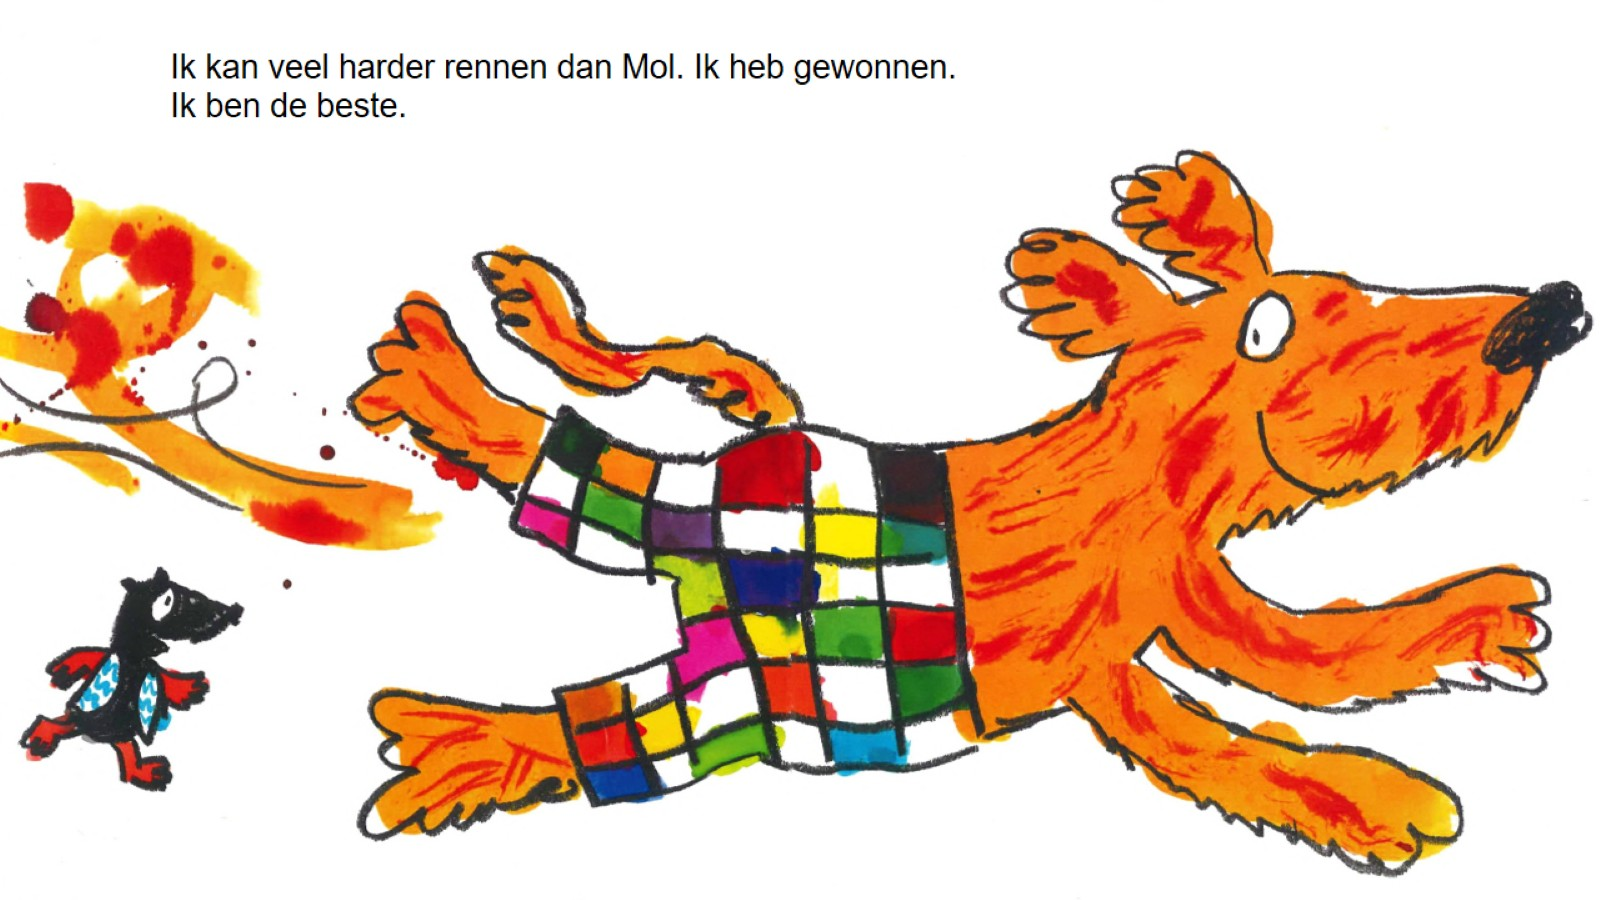 Ik kan veel harder rennen dan Mol. Ik heb gewonnen.
Ik ben de beste.